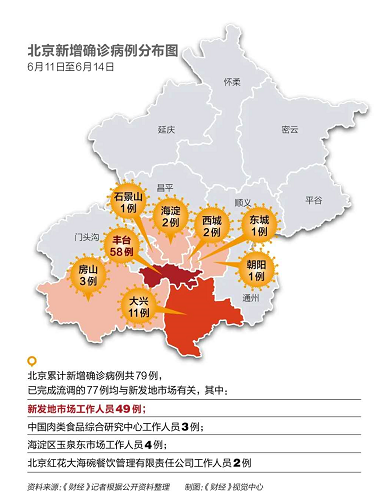 北京新增确诊病例分布图
6月11日至6月14日
怀柔
延庆
密云
昌平
顺义
平谷
石景山
1例
海淀
2例
西城
2例
东城
1例
门头沟
丰台
58例
朝阳
1例
房山
3例
大兴
11例
通州
北京累计新增确诊病例共79例，
已完成流调的77例均与新发地市场有关，其中：
新发地市场工作人员49例；
中国肉类食品综合研究中心工作人员3例；
海淀区玉泉东市场工作人员4例；
北京红花大海碗餐饮管理有限责任公司工作人员2例
资料来源：《财经》记者根据公开资料整理 制图：《财经》视觉中心